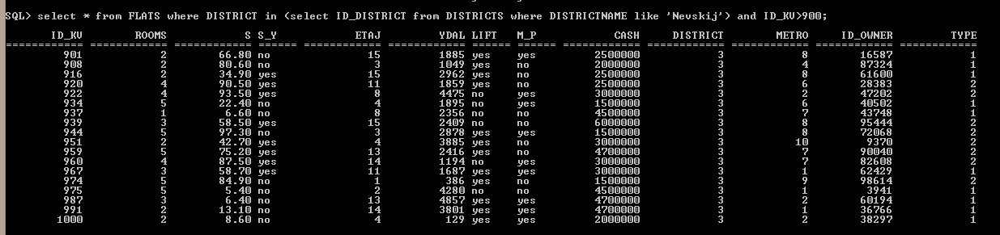 SQL> select * from FLATS where DISTRICT in (select ID_DISTRICT from DISTRICTS where DISTRICTNAME like 'Nevskij') and ID_KV>900;
ID_KV ROOMS S S_Y ETAJ YDAL LIFT M_P CASH DISTRICT METRO ID_OWNER TYPE
============ ============ ============ ====== ============ ============ ====== ====== ============ ============ ============ ============ ============
901 2 66.80 no 15 1885 yes yes 2500000 3 8 16587 1
908 2 80.60 no 3 1049 yes no 2000000 3 4 87324 1
916 2 34.90 yes 15 2962 yes no 2500000 3 8 61600 1
920 4 90.50 yes 11 1859 yes no 2500000 3 6 28383 2
922 4 93.50 yes 8 4475 no yes 3000000 3 2 47202 2
934 5 22.40 no 4 1895 no yes 1500000 3 6 40502 1
937 1 6.60 no 8 2356 no no 4500000 3 7 43748 1
939 3 58.50 yes 15 2409 no no 6000000 3 8 95444 2
944 5 97.30 no 3 2878 yes yes 1500000 3 8 72068 2
951 2 42.70 yes 4 3885 yes no 3000000 3 10 9370 2
959 5 75.20 yes 13 2416 yes no 4700000 3 7 90040 2
960 4 87.50 yes 14 1194 no yes 3000000 3 7 82608 2
967 3 58.70 yes 11 1687 yes yes 3000000 3 1 62429 1
974 5 84.90 no 1 386 yes no 1500000 3 9 98614 2
975 5 5.40 no 2 4280 no no 4500000 3 1 3941 1
987 3 6.40 no 13 4857 yes yes 4700000 3 2 60194 1
991 2 13.10 no 14 3801 yes yes 4700000 3 1 36766 1
1000 2 8.60 no 4 129 yes yes 2000000 3 2 38297 1